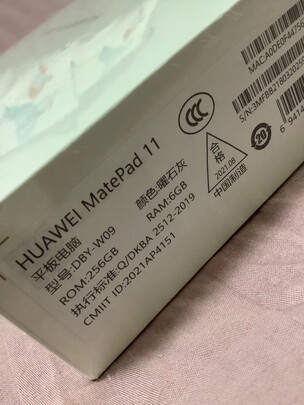 HUAWEI MatePad 11
平板电脑
型号:DBY-W09
颜色:曜石灰
ROM:256GB
RAM:6GB
执行标准:Q/DKBA 2512-2019
CMIIT ID:2021AP4151
CCC
合格
2021.08
中国制造
20